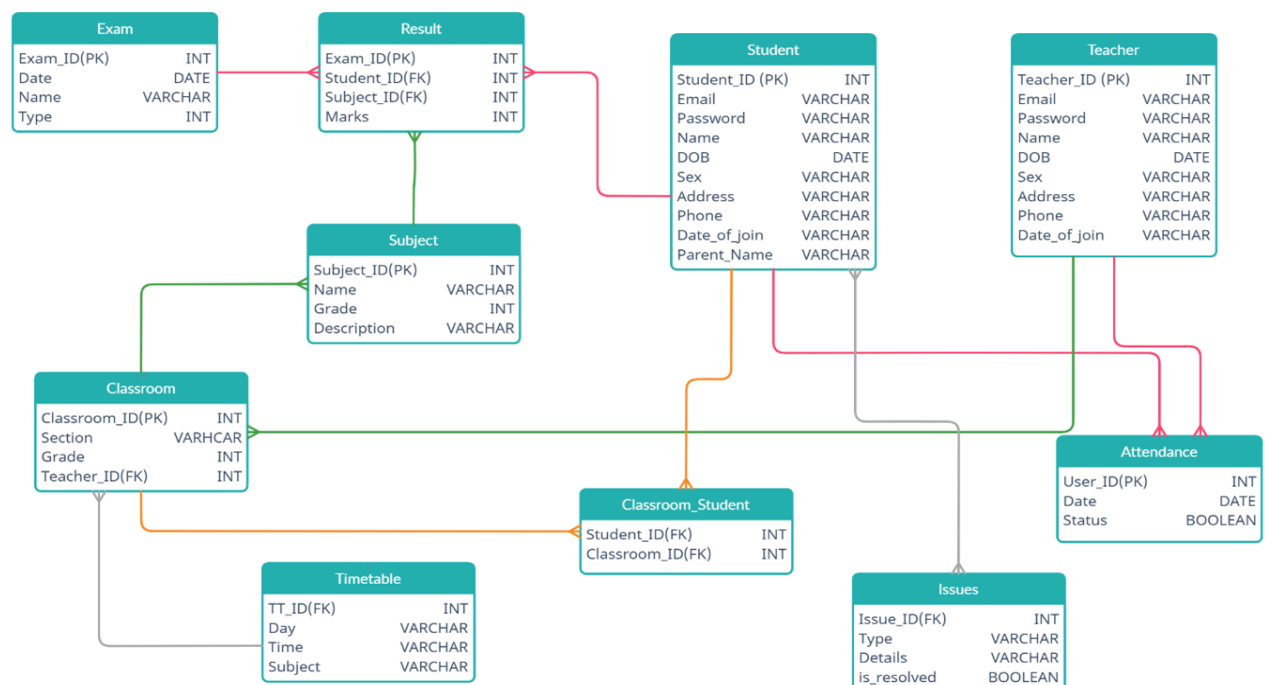 Exam
Exam_ID(PK) INT
Date DATE
Name VARCHAR
Type INT
Result
Exam_ID(PK) INT
Student_ID(FK) INT
Subject_ID(FK) INT
Marks INT
Student
Student_ID (PK) INT
Email VARCHAR
Password VARCHAR
Name VARCHAR
DOB DATE
Sex VARCHAR
Address VARCHAR
Phone VARCHAR
Date_of_join VARCHAR
Parent_Name VARCHAR
Teacher
Teacher_ID (PK) INT
Email VARCHAR
Password VARCHAR
Name VARCHAR
DOB DATE
Sex VARCHAR
Address VARCHAR
Phone VARCHAR
Date_of_join VARCHAR
Subject
Subject_ID(PK) INT
Name VARCHAR
Grade INT
Description VARCHAR
Classroom
Classroom_ID(PK) INT
Section VARHCAR
Grade INT
Teacher_ID(FK) INT
Attendance
User_ID(PK) INT
Date DATE
Status BOOLEAN
Classroom_Student
Student_ID(FK) INT
Classroom_ID(FK) INT
Timetable
TT_ID(FK) INT
Day VARCHAR
Time VARCHAR
Subject VARCHAR
Issues
Issue_ID(FK) INT
Type VARCHAR
Details VARCHAR
is_resolved BOOLEAN